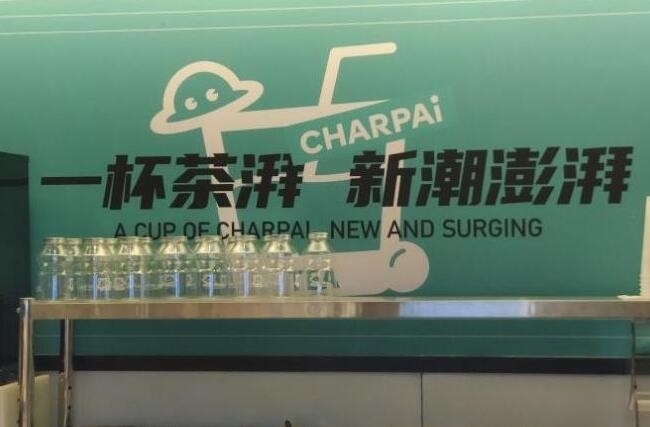 CHARPAi
一杯茶湃 新潮澎湃
A CUP OF CHARPAI NEW AND SURGING